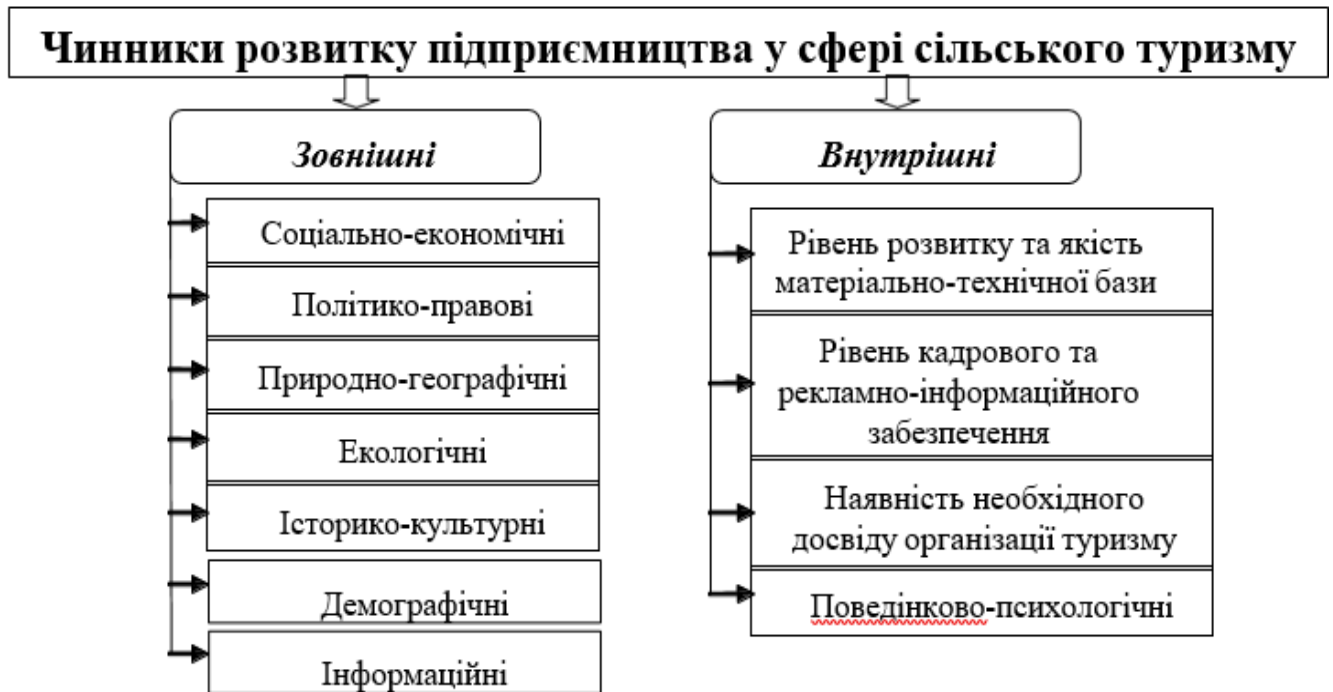 Чинники розвитку підприємництва у сфері сільського туризму
Зовнішні
Соціально-економічні
Політико-правові
Природно-географічні
Екологічні
Історико-культурні
Демографічні
Інформаційні
Внутрішні
Рівень розвитку та якість
матеріально-технічної бази
Рівень кадрового та
рекламно-інформаційного
забезпечення
Наявність необхідного
досвіду організації туризму
Поведінково-психологічні